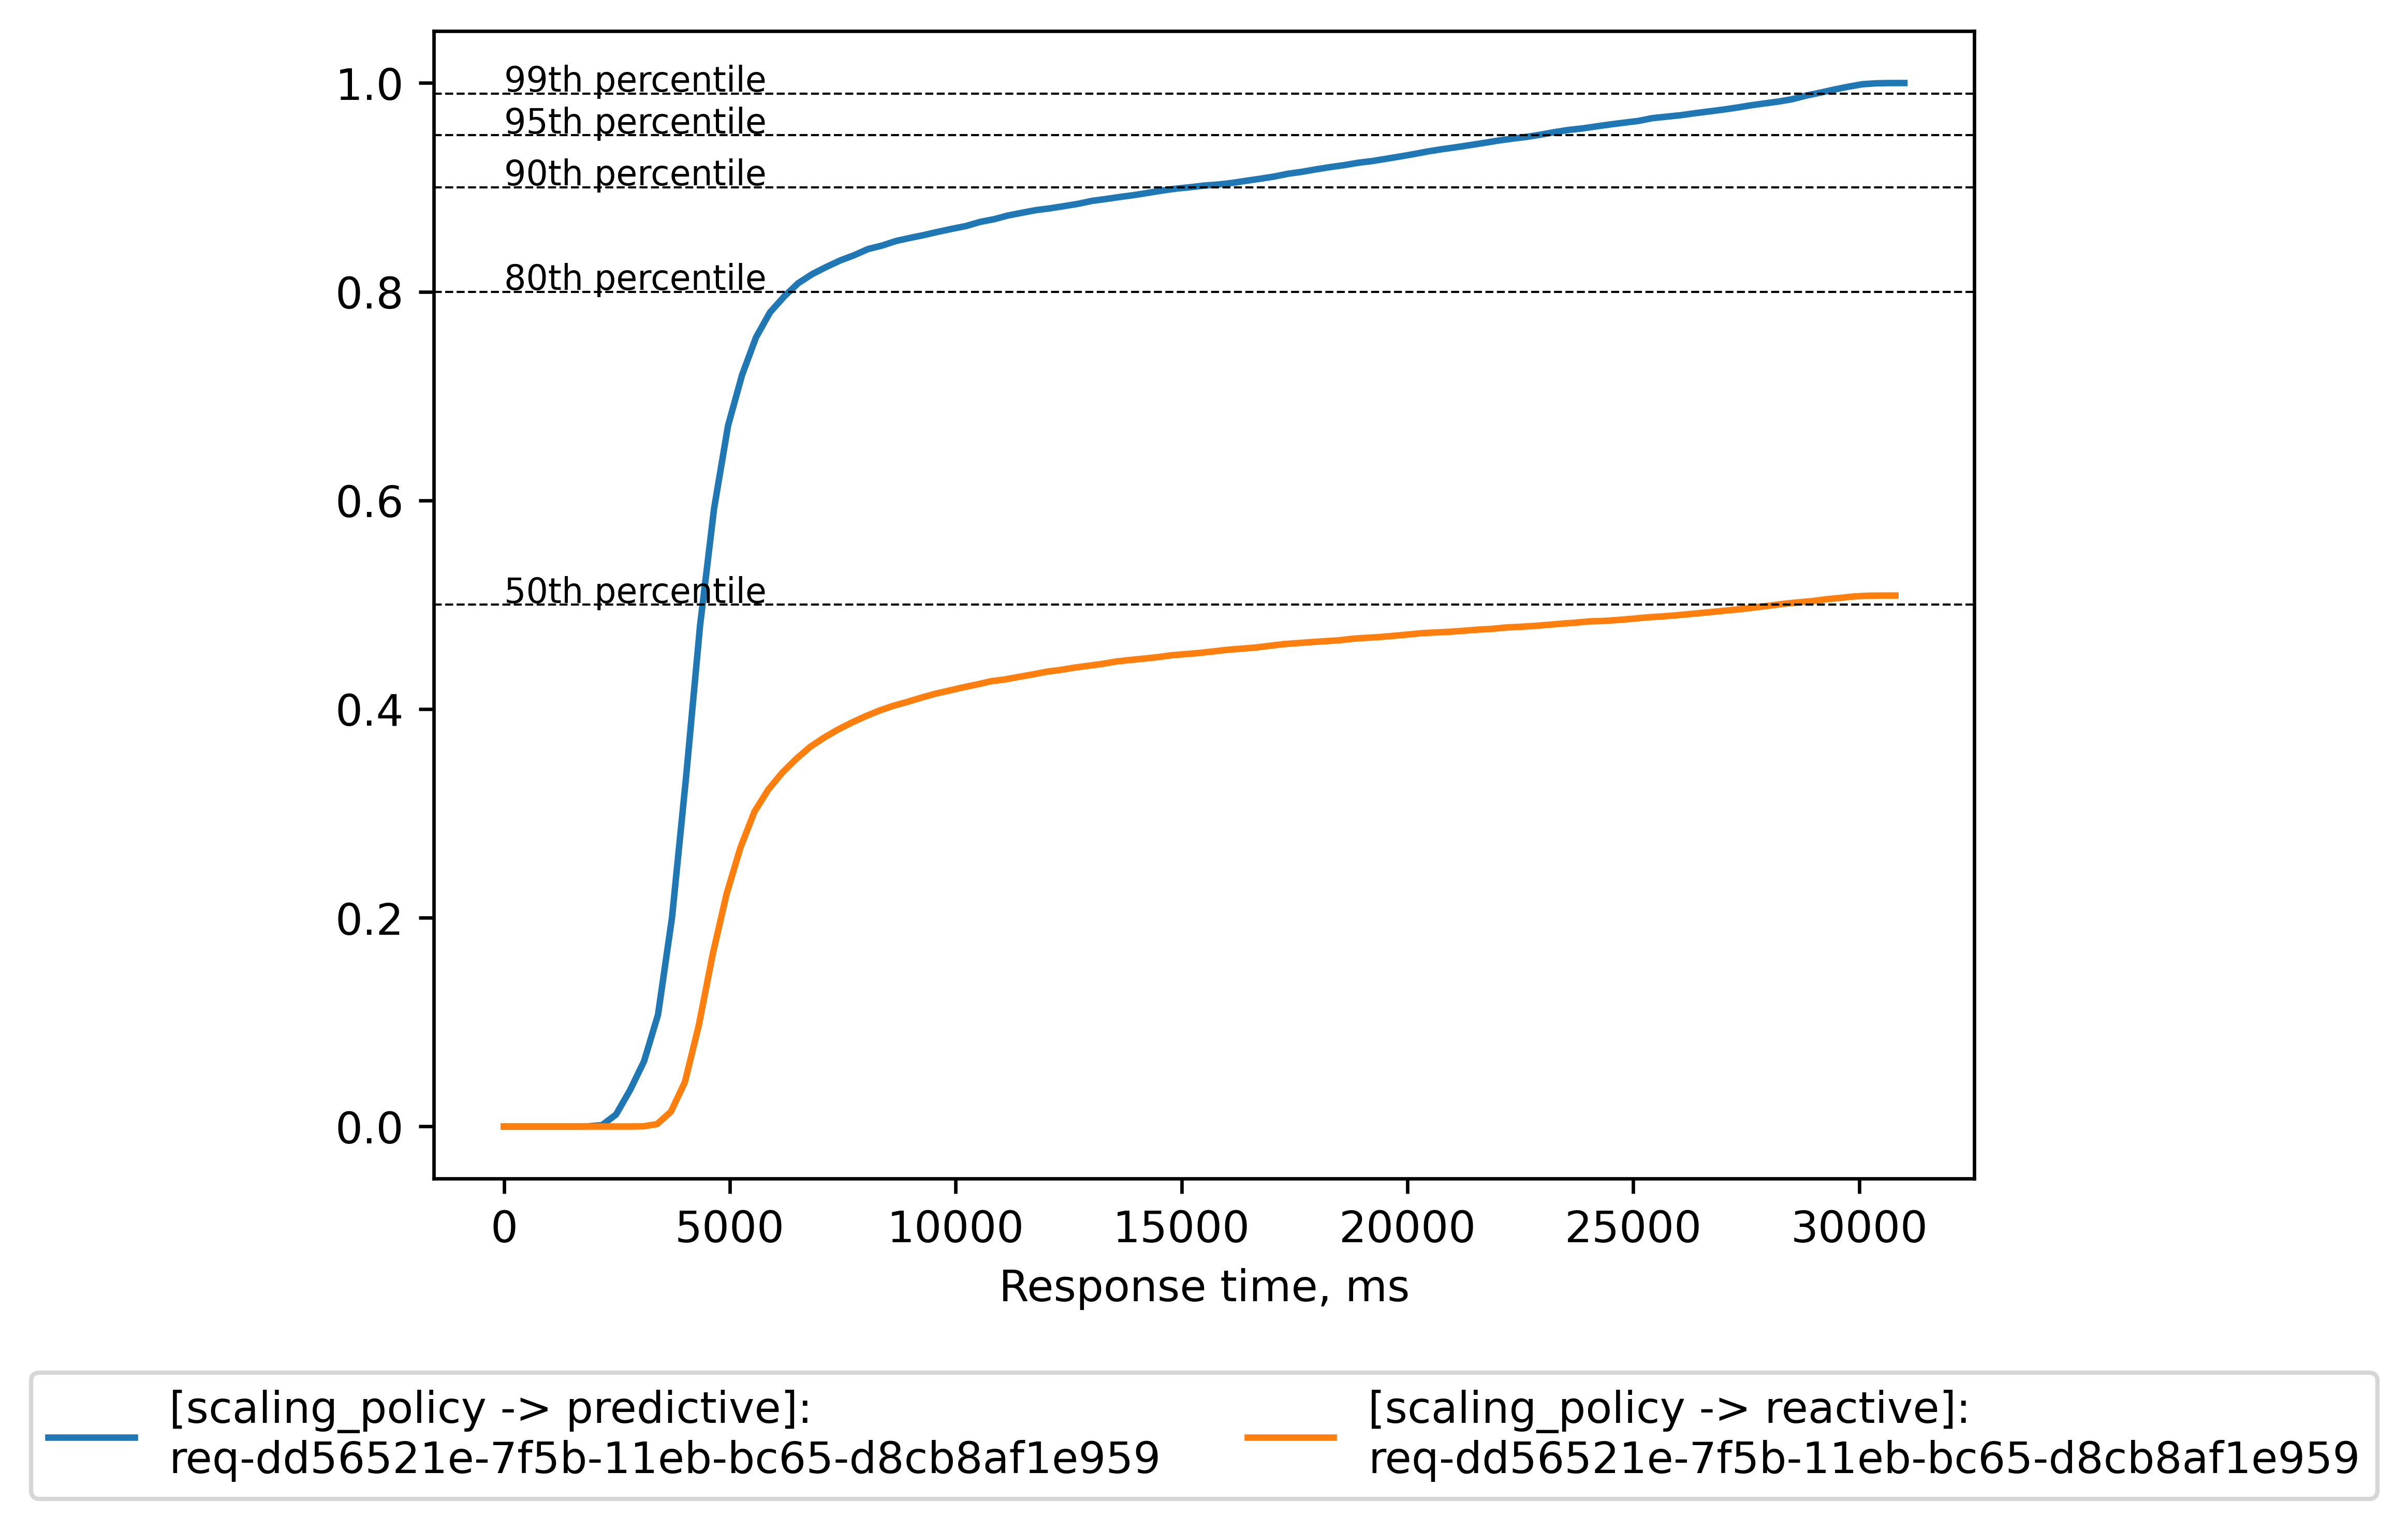 1.0
99th percentile
95th percentile
90th percentile
0.8
80th percentile
0.6
50th percentile
0.4
0.2
0.0
0 5000 10000 15000 20000 25000 30000
Response time, ms
[scaling_policy -> predictive]:
req-dd56521e-7f5b-11eb-bc65-d8cb8af1e959
[scaling_policy -> reactive]:
req-dd56521e-7f5b-11eb-bc65-d8cb8af1e959